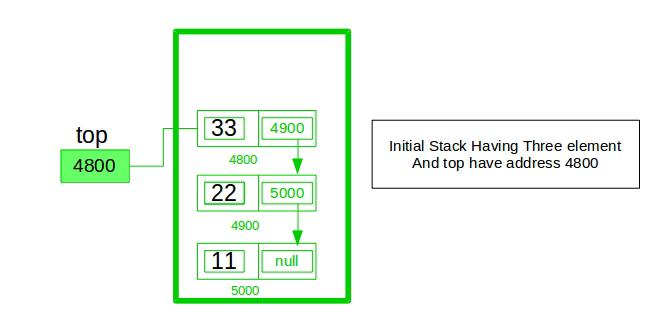 top
4800
33 4900
4800
22 5000
4900
11 null
5000
Initial Stack Having Three element
And top have address 4800